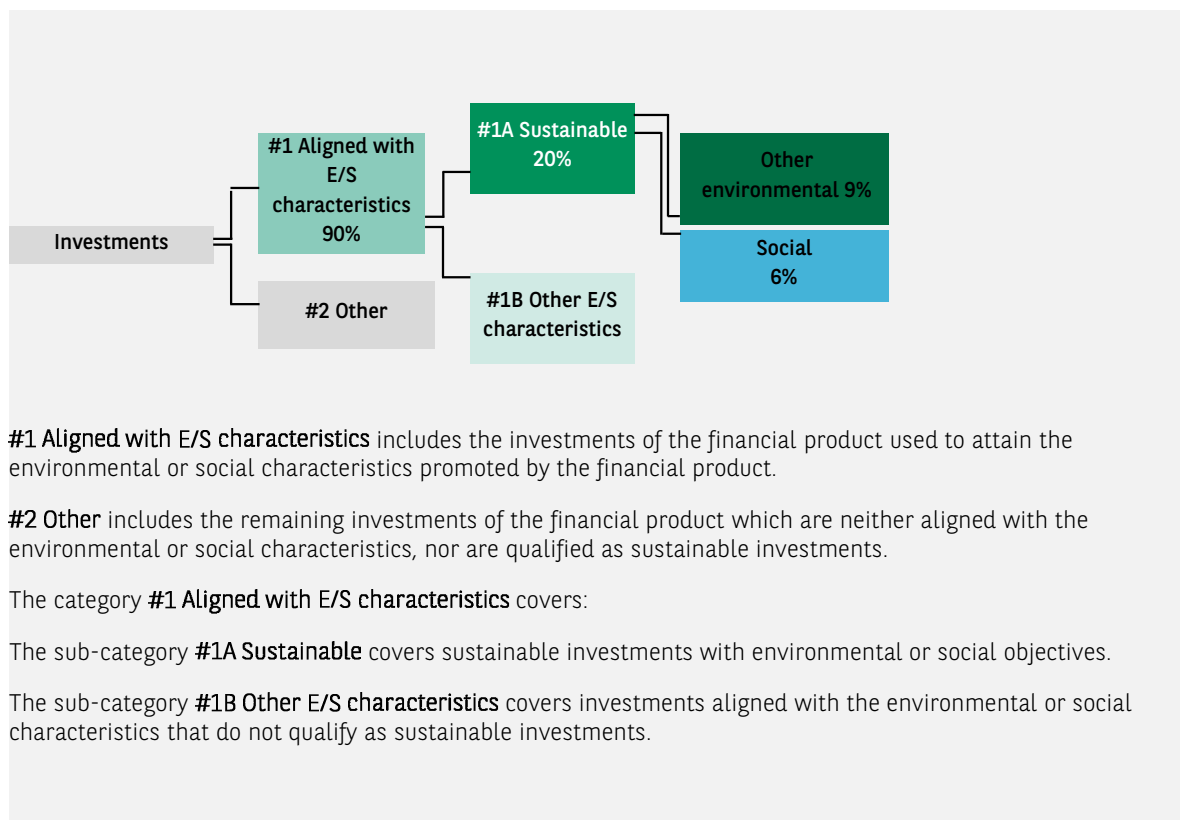 #1A Sustainable
20%
#1 Aligned with
E/S
characteristics
90%
Other
environmental 9%
Investments
Social
6%
#2 Other
#1B Other E/S
characteristics
#1 Aligned with E/S characteristics includes the investments of the financial product used to attain the
environmental or social characteristics promoted by the financial product.
#2 Other includes the remaining investments of the financial product which are neither aligned with the
environmental or social characteristics, nor are qualified as sustainable investments.
The category #1 Aligned with E/S characteristics covers:
The sub-category #1A Sustainable covers sustainable investments with environmental or social objectives.
The sub-category #1B Other E/S characteristics covers investments aligned with the environmental or social
characteristics that do not qualify as sustainable investments.